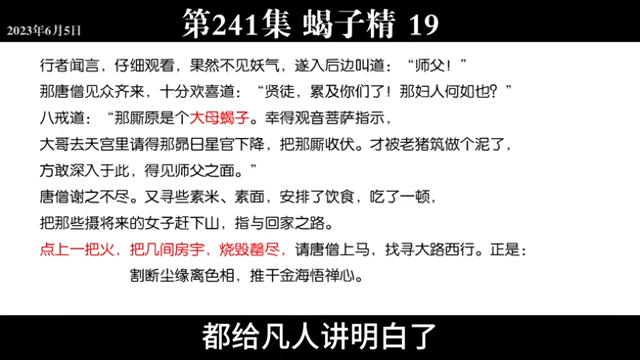 2023年6月5日
第241集 蝎子精 19
行者闻言，仔细观看，果然不见妖气，遂入后边叫道：“师父！”
那唐僧见众齐来，十分欢喜道：“贤徒，累及你们了！那妇人何如也？”
八戒道：“那厮原是个大母蝎子。幸得观音菩萨指示，
大哥去天宫里请得那昴日星官下降，把那厮收伏。才被老猪筑做个泥了，
方敢深入于此，得见师父之面。”
唐僧谢之不尽。又寻些素米、素面，安排了饮食，吃了一顿，
把那些摄将来的女子赶下山，指与回家之路。
点上一把火，把几间房宇，烧毁罄尽，请唐僧上马，找寻大路西行。正是：
割断尘缘离色相，推干金海悟禅心。
都给凡人讲明白了